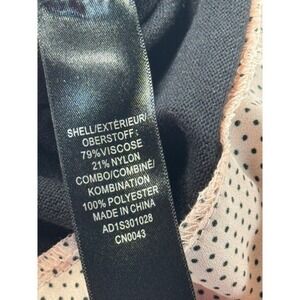 SHELL/EXTÉRIEUR/
OBERSTOFF:
79% VISCOSE
21% NYLON
COMBO/COMBINÉ/
KOMBINATION
100% POLYESTER
MADE IN CHINA
AD1S301028
CN0043